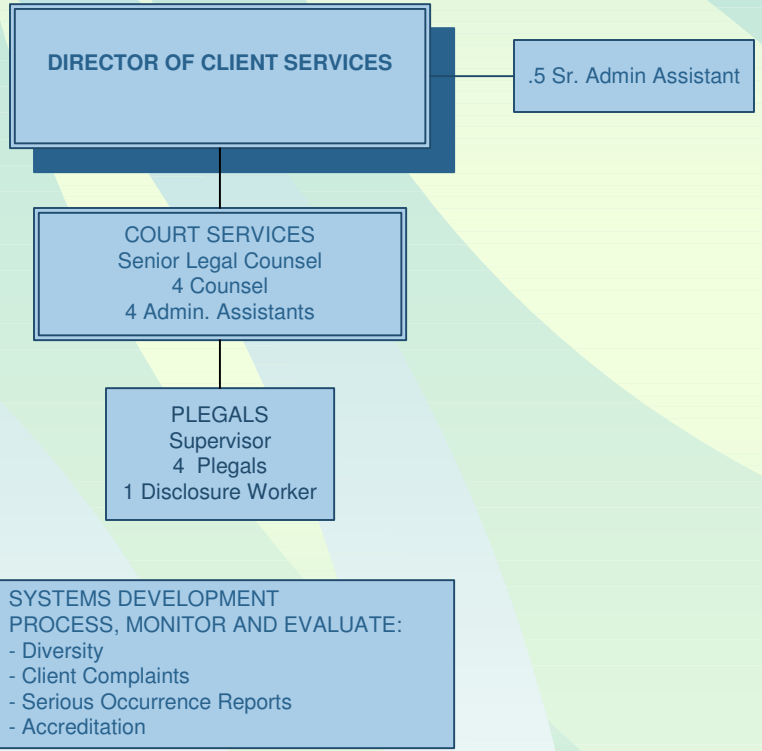 DIRECTOR OF CLIENT SERVICES
.5 Sr. Admin Assistant
COURT SERVICES
Senior Legal Counsel
4 Counsel
4 Admin. Assistants
PLEGALS
Supervisor
4 Plegals
1 Disclosure Worker
SYSTEMS DEVELOPMENT
PROCESS, MONITOR AND EVALUATE:
- Diversity
- Client Complaints
- Serious Occurrence Reports
- Accreditation